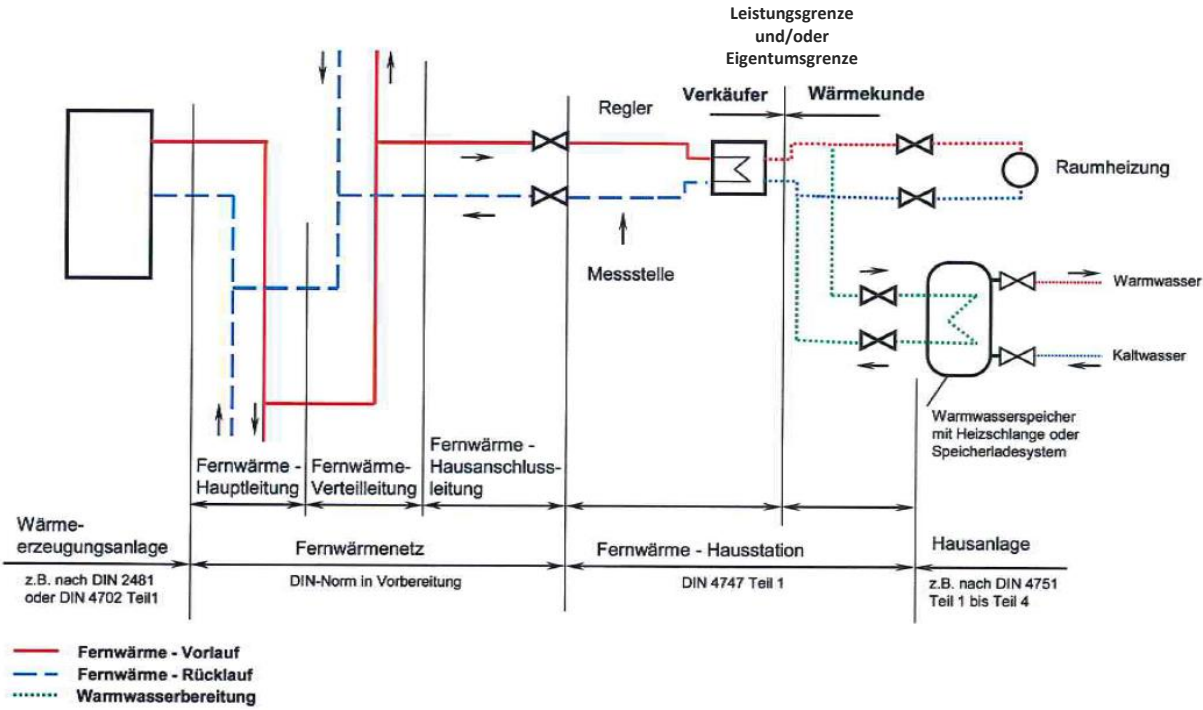 Leistungsgrenze
und/oder
Eigentumsgrenze
Verkäufer
Wärmekunde
Regler
Raumheizung
Messstelle
Warmwasser
Kaltwasser
Warmwasserspeicher
mit Heizschlange oder
Speicherladesystem
Fernwärme -
Hauptleitung
Fernwärme-
Verteilleitung
Fernwärme -
Hausanschluss-
leitung
Wärme-
erzeugungsanlage
Fernwärmenetz
Fernwärme - Hausstation
Hausanlage
z.B. nach DIN 2481
oder DIN 4702 Teil1
DIN-Norm in Vorbereitung
DIN 4747 Teil 1
z.B. nach DIN 4751
Teil 1 bis Teil 4
Fernwärme - Vorlauf
Fernwärme - Rücklauf
Warmwasserbereitung